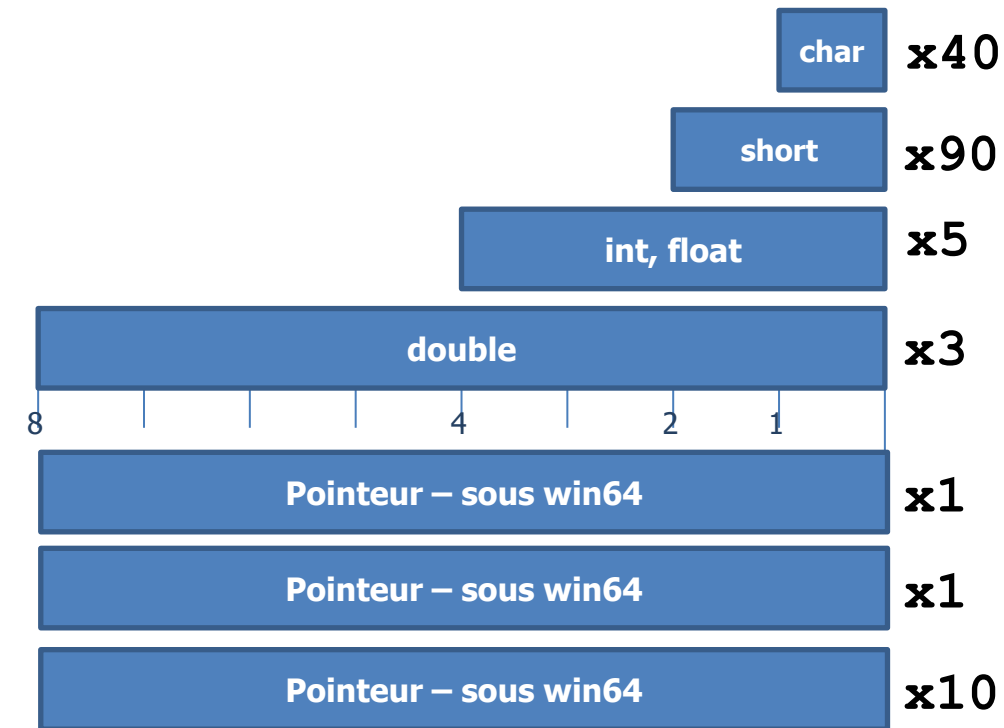 char x40
short x90
int, float x5
double x3
8 4 2 1
Pointeur – sous win64 x1
Pointeur – sous win64 x1
Pointeur – sous win64 x10